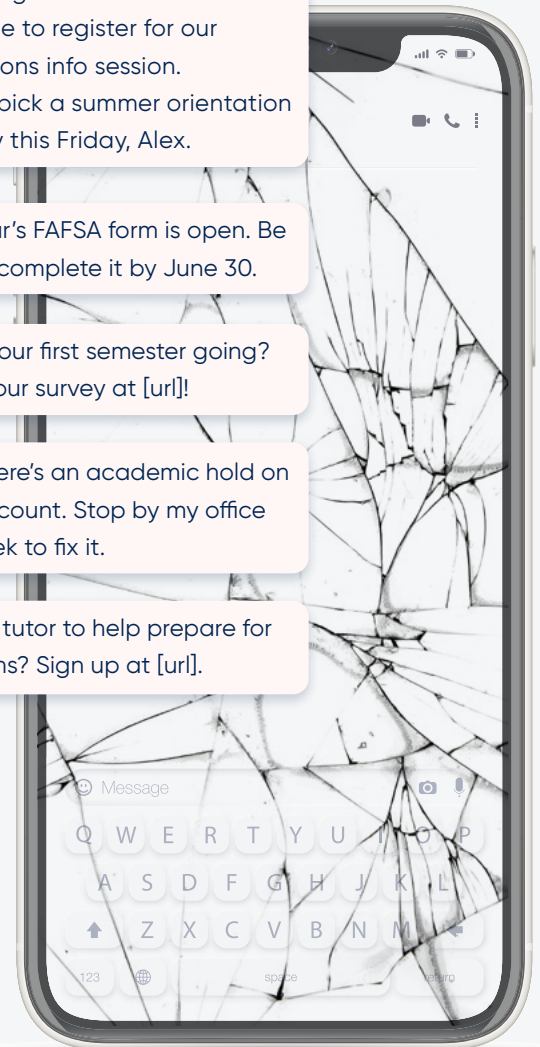 e to register for our
ons info session.
pick a summer orientation
this Friday, Alex.
r's FAFSA form is open. Be
complete it by June 30.
our first semester going?
our survey at [url]!
ere's an academic hold on
count. Stop by my office
ek to fix it.
tutor to help prepare for
ns? Sign up at [url].
Message
Q W E R T Y U I O P
A S D F G H J K L
Z X C V B N M
123 space return